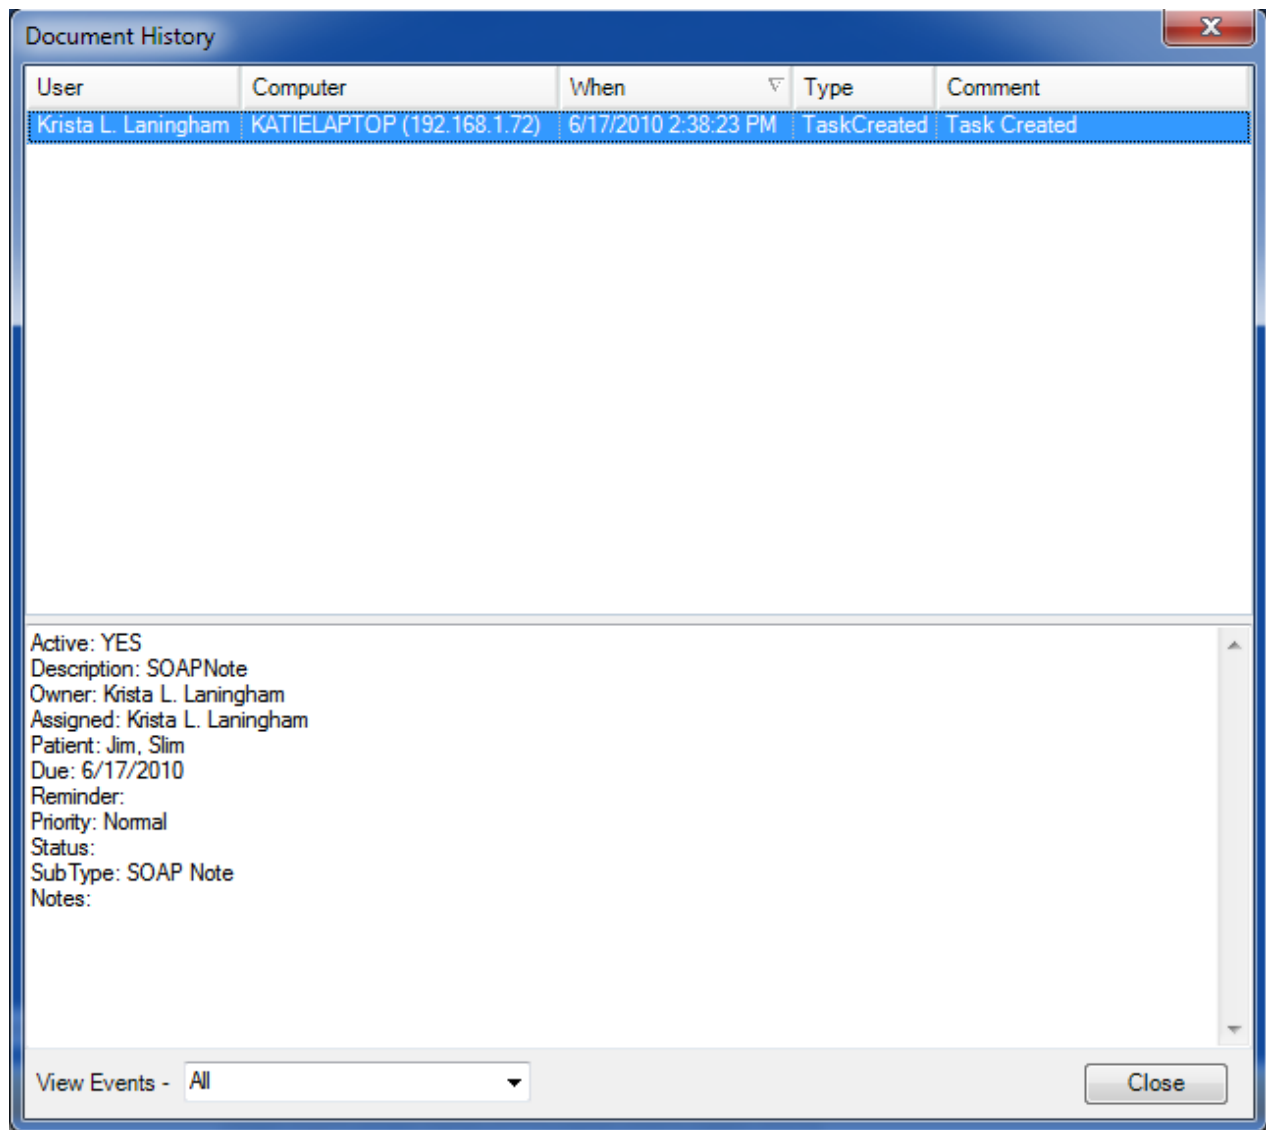 Document History
User Computer When Type Comment
Krista L. Laningham KATIELAPTOP (192.168.1.72) 6/17/2010 2:38:23 PM TaskCreated Task Created
Active: YES
Description: SOAPNote
Owner: Krista L. Laningham
Assigned: Krista L. Laningham
Patient: Jim, Slim
Due: 6/17/2010
Reminder:
Priority: Normal
Status:
SubType: SOAP Note
Notes:
View Events - All Close